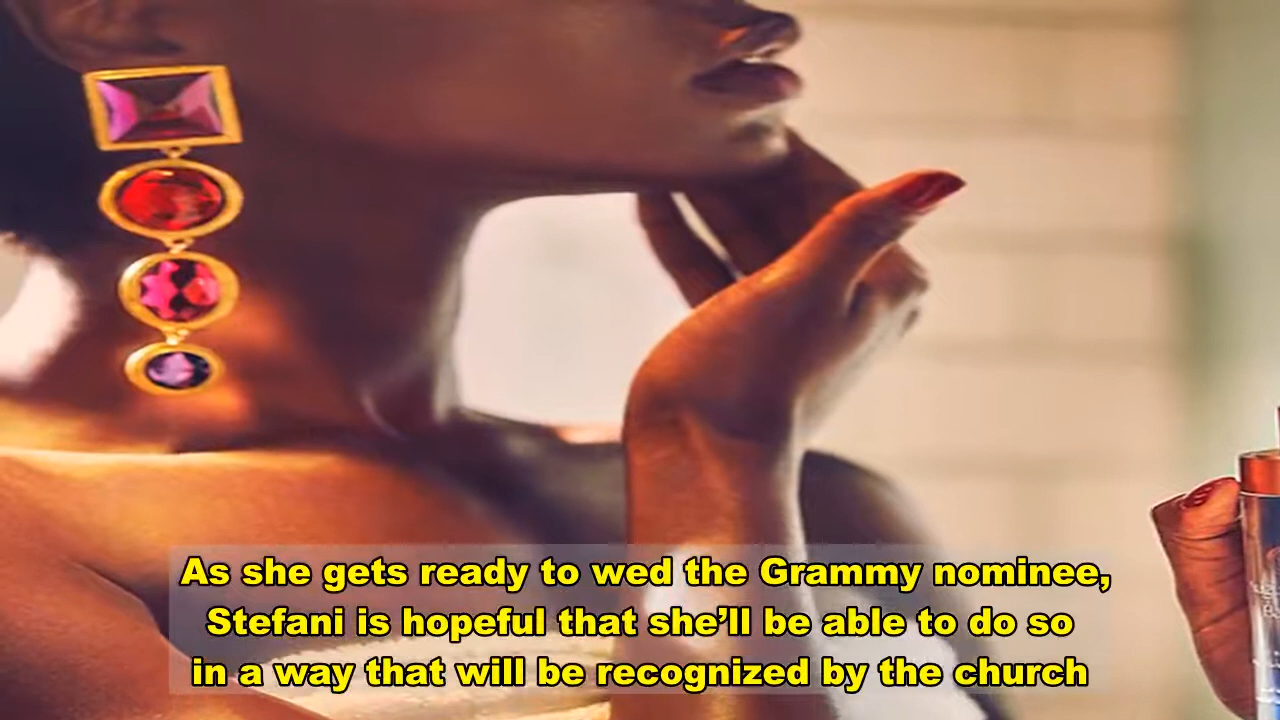 As she gets ready to wed the Grammy nominee,
Stefani is hopeful that she’ll be able to do so
in a way that will be recognized by the church